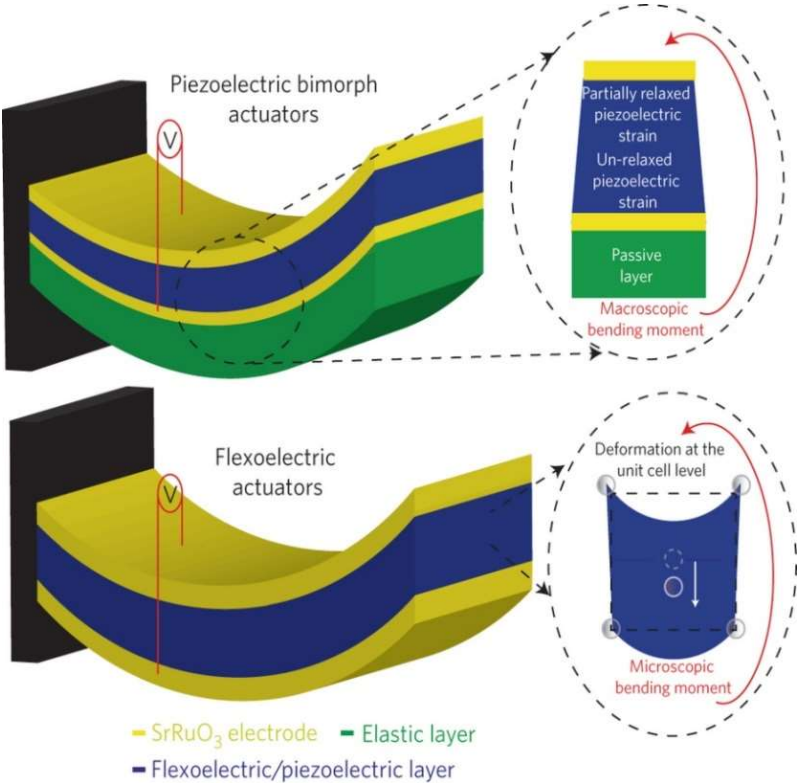 Piezoelectric bimorph
actuators
V
Partially relaxed
piezoelectric
strain
Un-relaxed
piezoelectric
strain
Passive
layer
Macroscopic
bending moment
Flexoelectric
actuators
V
Deformation at the
unit cell level
Microscopic
bending moment
SrRuO₃ electrode
Elastic layer
Flexoelectric/piezoelectric layer